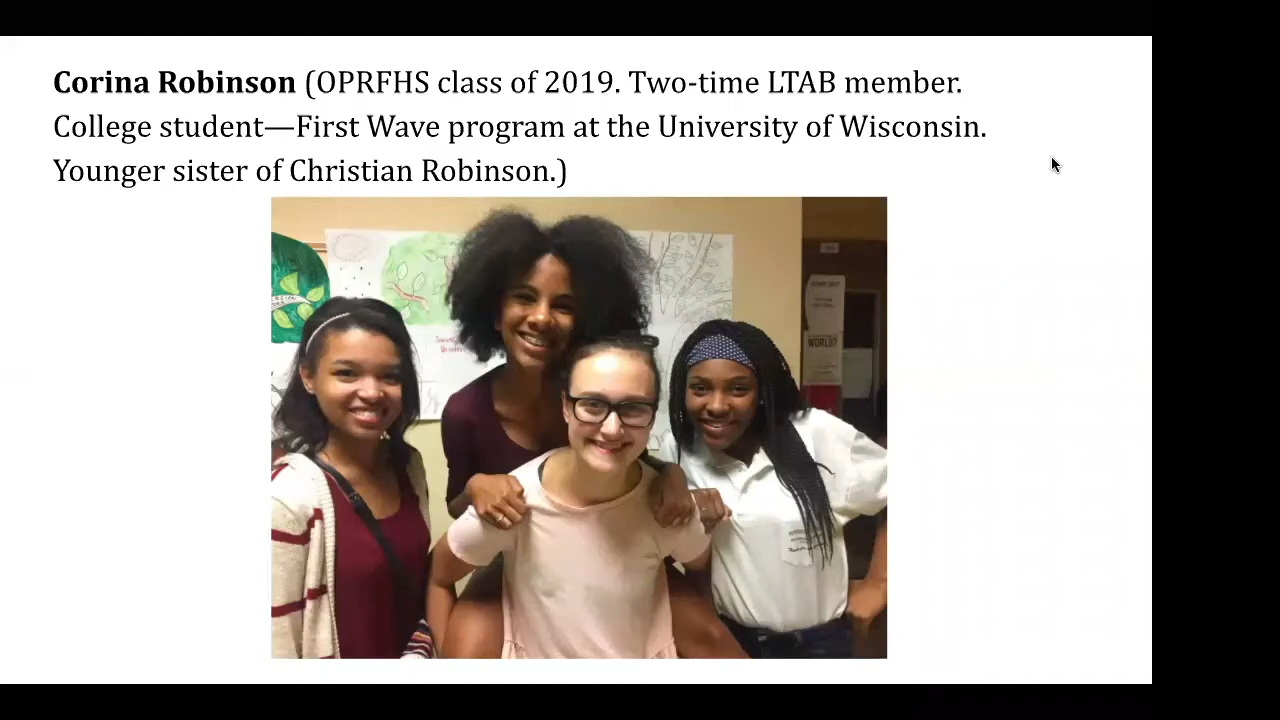 Corina Robinson (OPRFHS class of 2019. Two-time LTAB member.
College student—First Wave program at the University of Wisconsin.
Younger sister of Christian Robinson.)
WORLD?